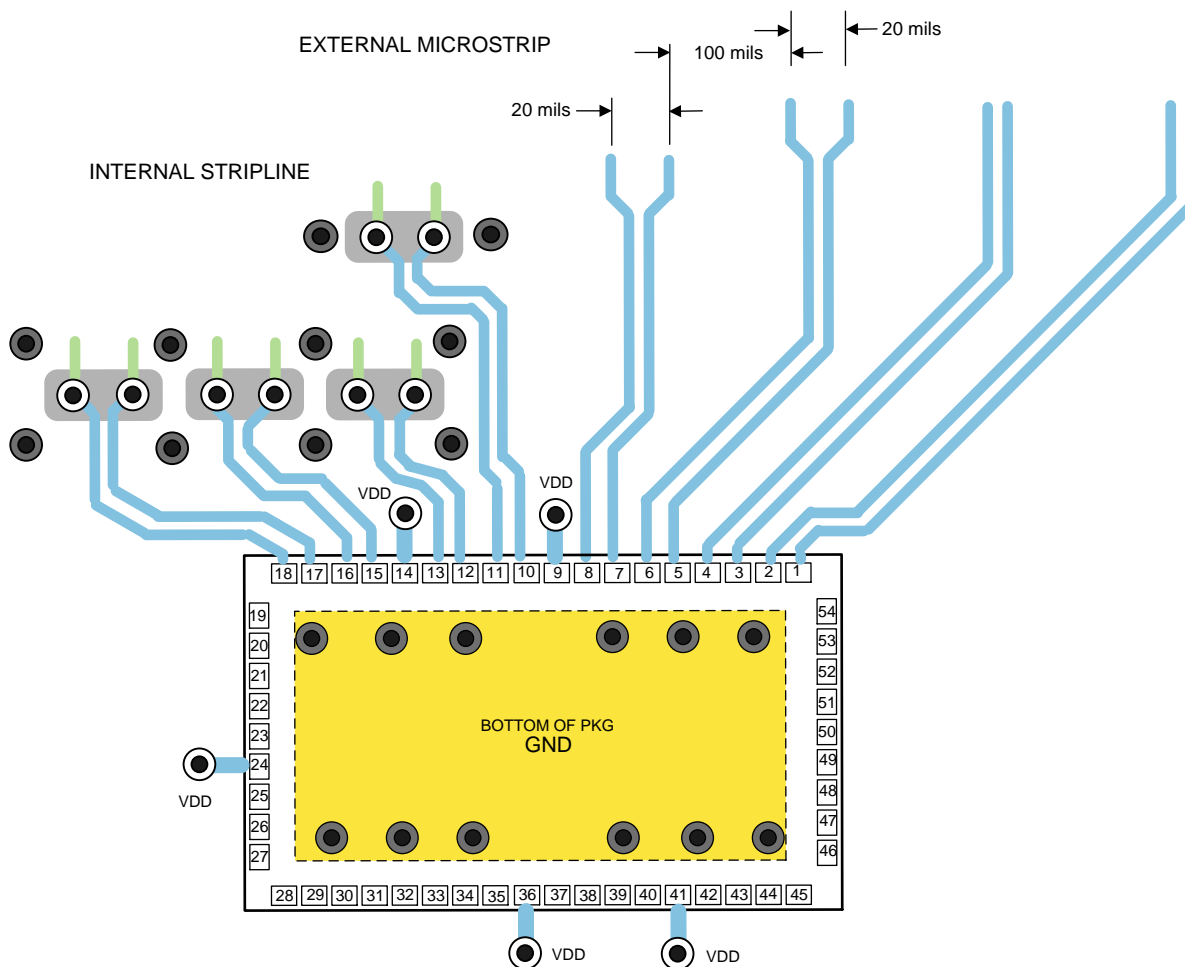 EXTERNAL MICROSTRIP
20 mils
100 mils
20 mils
INTERNAL STRIPLINE
VDD
VDD
18 17 16 15 14 13 12 11 10 9 8 7 6 5 4 3 2 1
19
20
21
22
23
24
25
26
27
54
53
52
51
50
49
48
47
46
BOTTOM OF PKG
GND
VDD
28 29 30 31 32 33 34 35 36 37 38 39 40 41 42 43 44 45
VDD
VDD